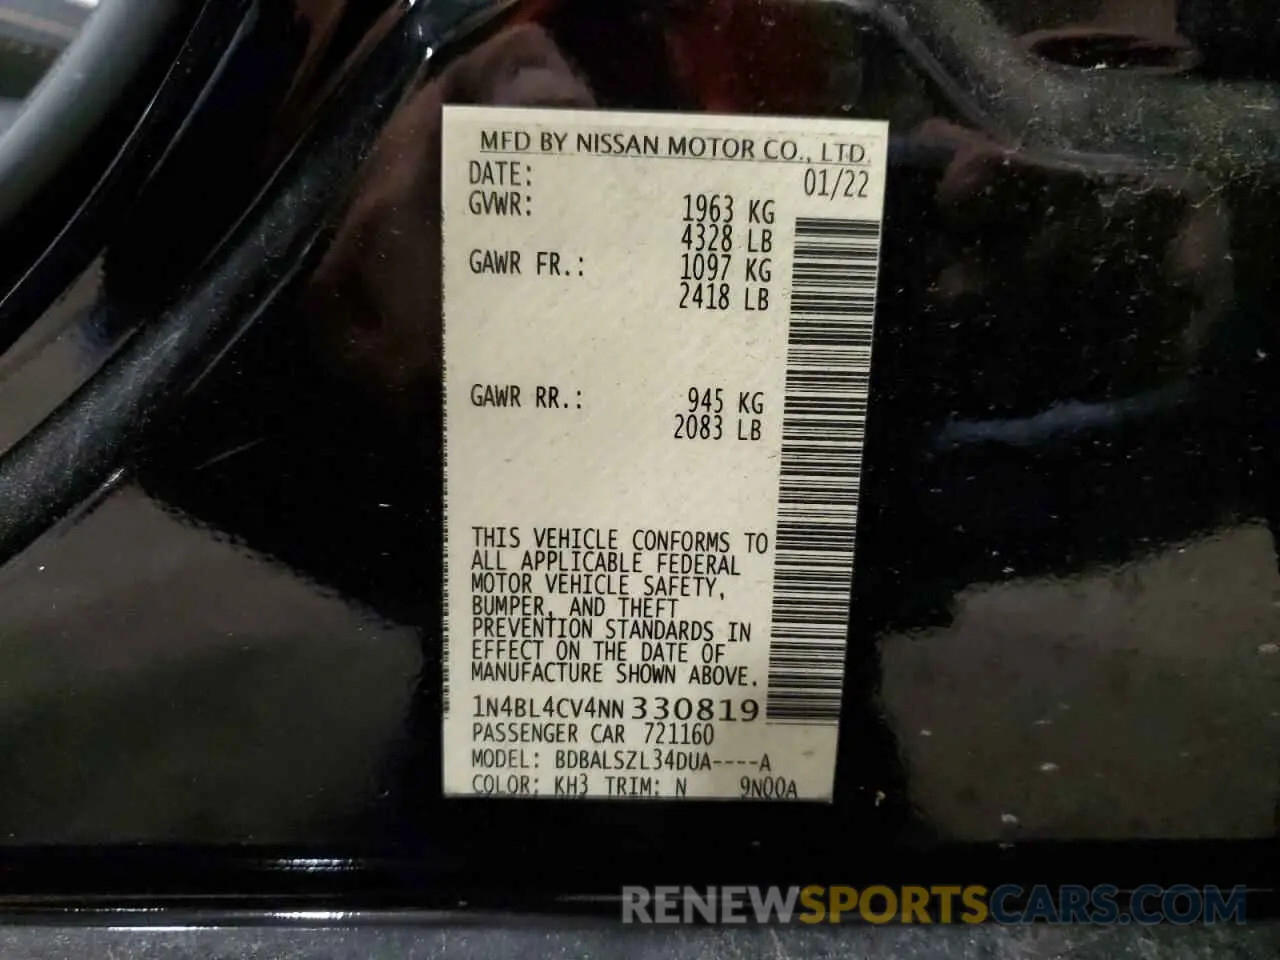 MFD BY NISSAN MOTOR CO., LTD.
DATE: 01/22
GVWR: 1963 KG
4328 LB
GAWR FR.: 1097 KG
2418 LB
GAWR RR.: 945 KG
2083 LB
THIS VEHICLE CONFORMS TO
ALL APPLICABLE FEDERAL
MOTOR VEHICLE SAFETY,
BUMPER, AND THEFT
PREVENTION STANDARDS IN
EFFECT ON THE DATE OF
MANUFACTURE SHOWN ABOVE.
1N4BL4CV4NN330819
PASSENGER CAR 721160
MODEL: BDBALSZL34DUA----A
COLOR: KH3 TRIM: N 9N00A
RENEWSPORTSCARS.COM